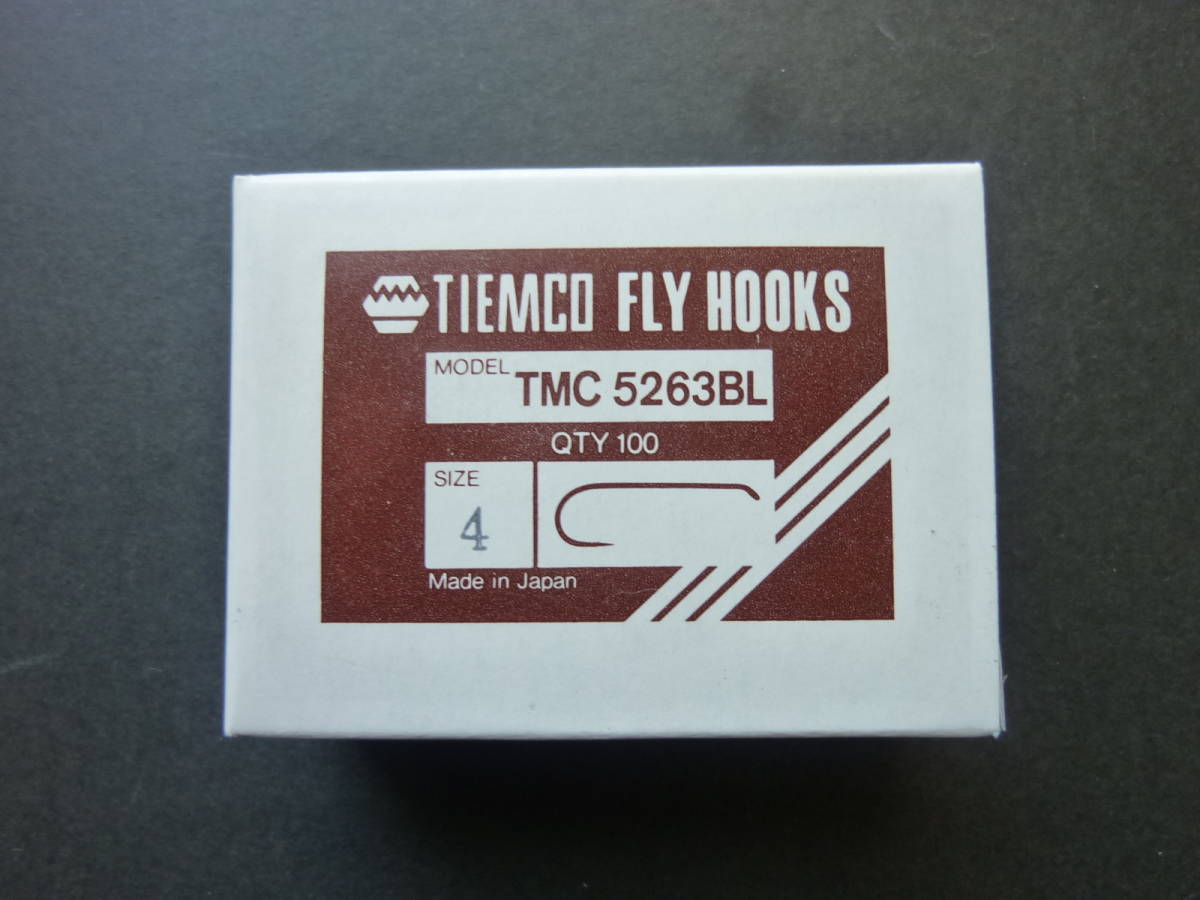 TIEMCO FLY HOOKS
MODEL TMC 5263BL
QTY 100
SIZE
4
Made in Japan